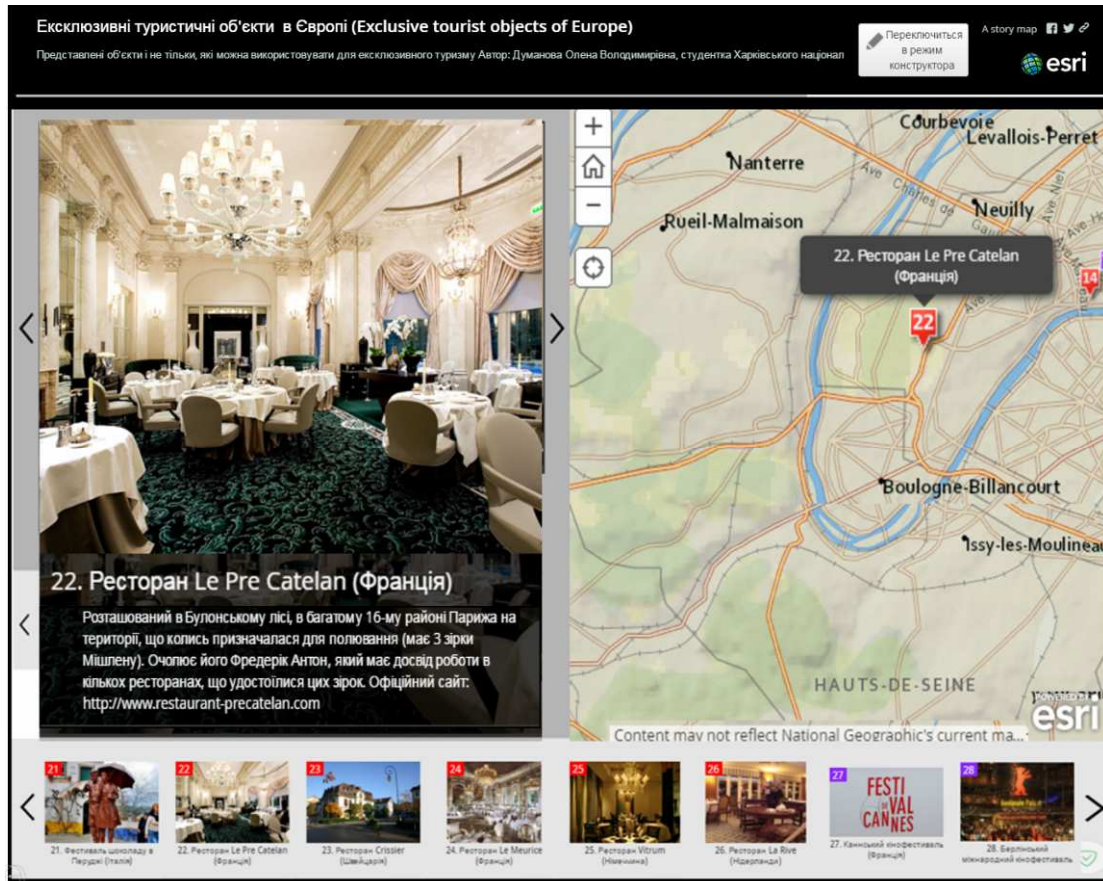 Ексклюзивні туристичні об'єкти в Європі (Exclusive tourist objects of Europe)
Представлені об'єкти і не тільки, які можна використовувати для ексклюзивного туризму Автор: Думанова Олена Володимирівна, студентка Харківського націонал
Переключиться
в режим
конструктора
A story map
esri
Courbevoie
Levallois-Perret
Nanterre
Ave Charles de
Neuilly
Rueil-Malmaison
22. Ресторан Le Pre Catelan
(Франція)
14
22
Boulogne-Billancourt
Issy-les-Moulineau
HAUTS-DE-SEINE
esri
Content may not reflect National Geographic's current ma...
22. Ресторан Le Pre Catelan (Франція)
Розташований в Булонському лісі, в багатому 16-му районі Парижа на
території, що колись призначалася для полювання (має 3 зірки
Мішлену). Очолює його Фредерік Антон, який має досвід роботи в
кількох ресторанах, що удостоїлися цих зірок. Офіційний сайт:
http://www.restaurant-precatelan.com
21
22
23
24
25
26
27
28
FESTI
VAL
CANNES
21. Фестиваль шоколаду в
Перуджі (Італія)
22. Ресторан Le Pre Catelan
(Франція)
23. Ресторан Crissier
(Швейцарія)
24. Ресторан Le Meurice
(Франція)
25. Ресторан Vitrum
(Німеччина)
26. Ресторан La Rive
(Нідерланди)
27. Каннський кінофестиваль
(Франція)
28. Берлінський
міжнародний кінофестиваль